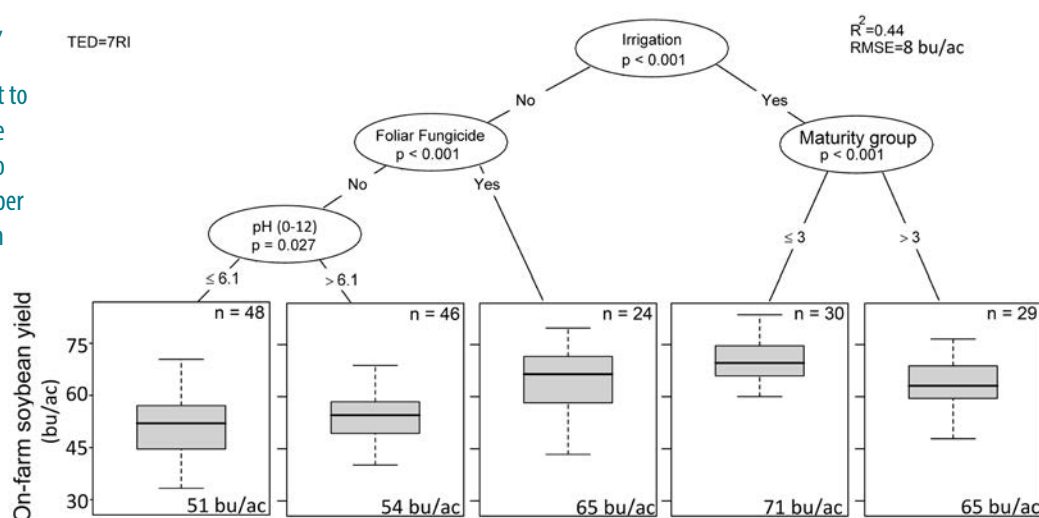 t to
e
o
per
n
TED=7RI
R²=0.44
RMSE=8 bu/ac
Irrigation
p < 0.001
No
Yes
Foliar Fungicide
p < 0.001
Maturity group
p < 0.001
No
Yes
pH (0-12)
p = 0.027
≤ 3
> 3
≤ 6.1
> 6.1
On-farm soybean yield
(bu/ac)
75
60
45
30
n = 48
n = 46
n = 24
n = 30
n = 29
51 bu/ac
54 bu/ac
65 bu/ac
71 bu/ac
65 bu/ac